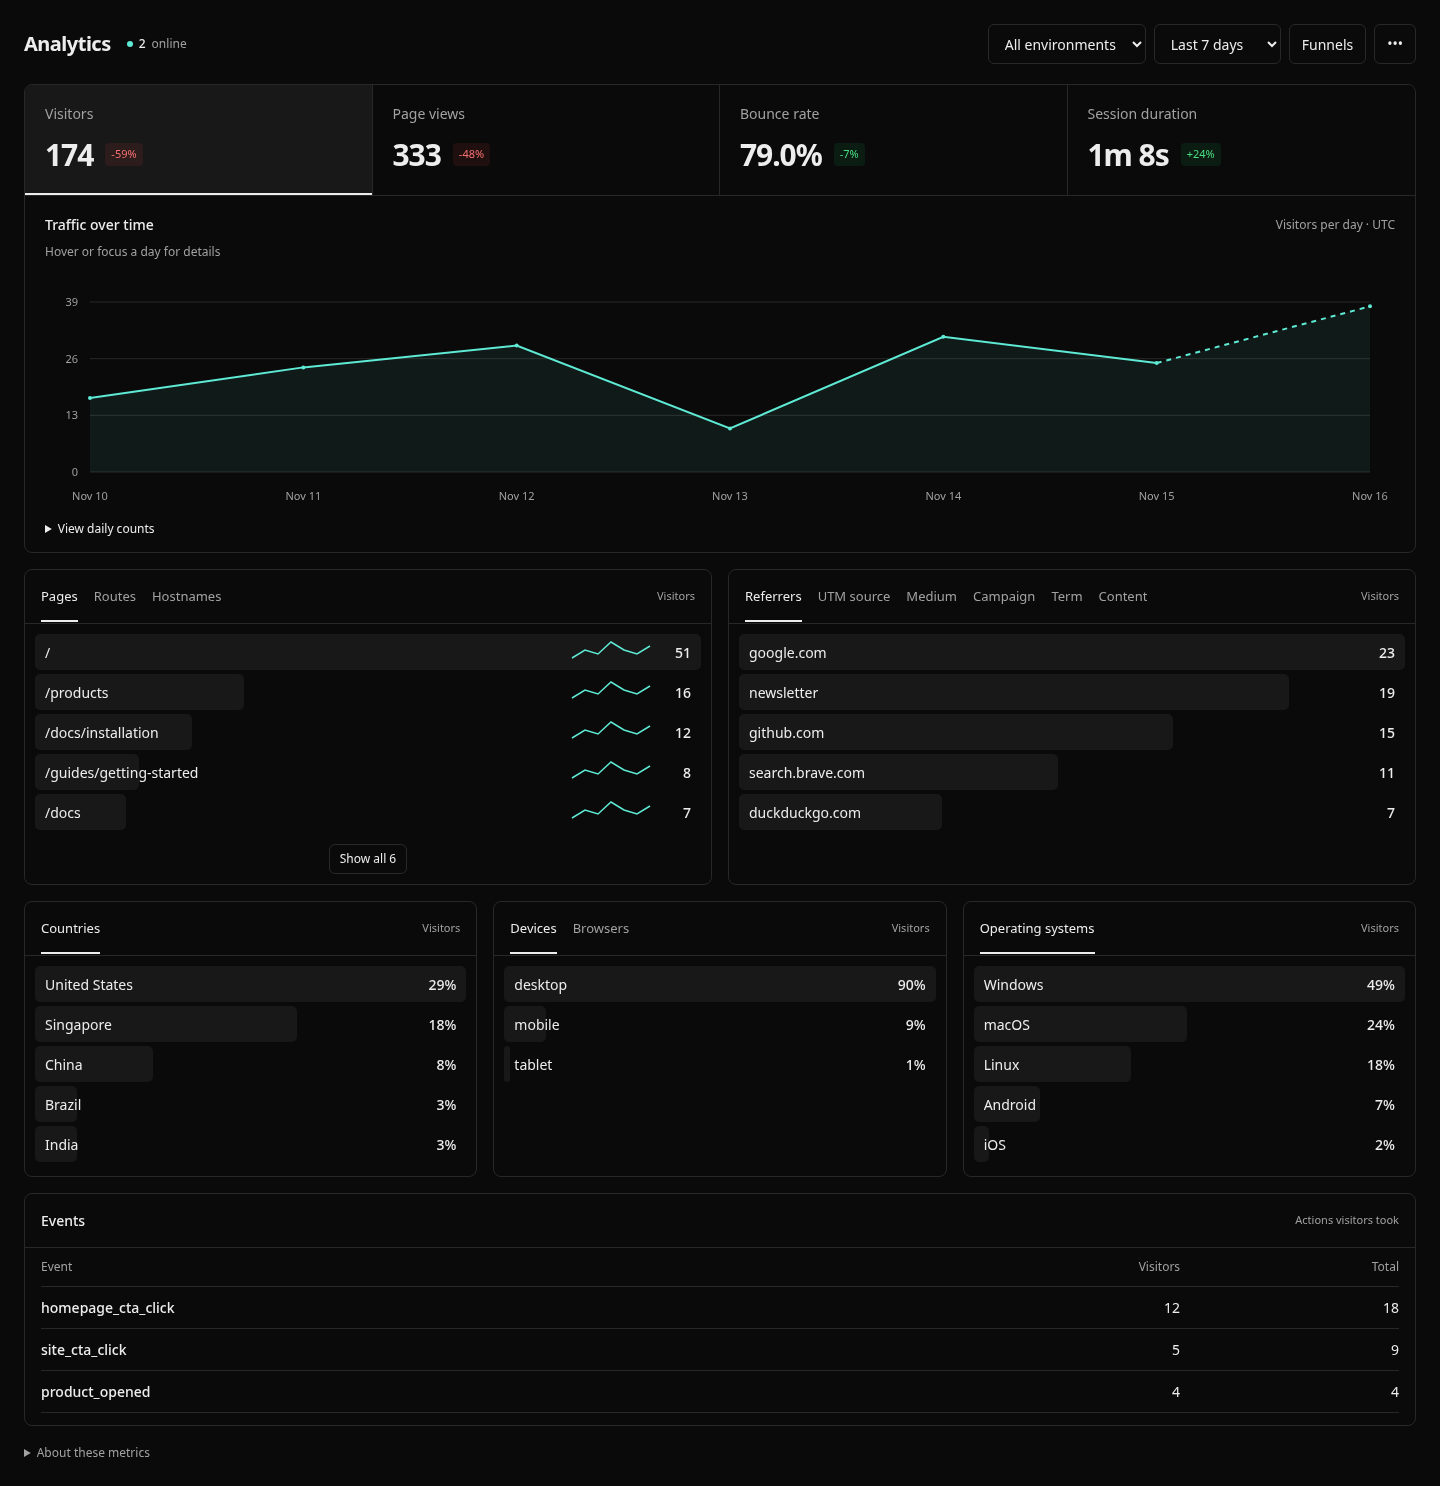 Analytics 2 online All environments Last 7 days Funnels •••
Visitors Page views Bounce rate Session duration
174 -59% 333 -48% 79.0% -7% 1m 8s +24%
Traffic over time Visitors per day · UTC
Hover or focus a day for details
39
26
13
0
Nov 10 Nov 11 Nov 12 Nov 13 Nov 14 Nov 15 Nov 16
View daily counts
Pages Routes Hostnames Visitors
/ 51
/products 16
/docs/installation 12
/guides/getting-started 8
/docs 7
Show all 6
Referrers UTM source Medium Campaign Term Content Visitors
google.com 23
newsletter 19
github.com 15
search.brave.com 11
duckduckgo.com 7
Countries Visitors
United States 29%
Singapore 18%
China 8%
Brazil 3%
India 3%
Devices Browsers Visitors
desktop 90%
mobile 9%
tablet 1%
Operating systems Visitors
Windows 49%
macOS 24%
Linux 18%
Android 7%
iOS 2%
Events Actions visitors took
Event Visitors Total
homepage_cta_click 12 18
site_cta_click 5 9
product_opened 4 4
About these metrics